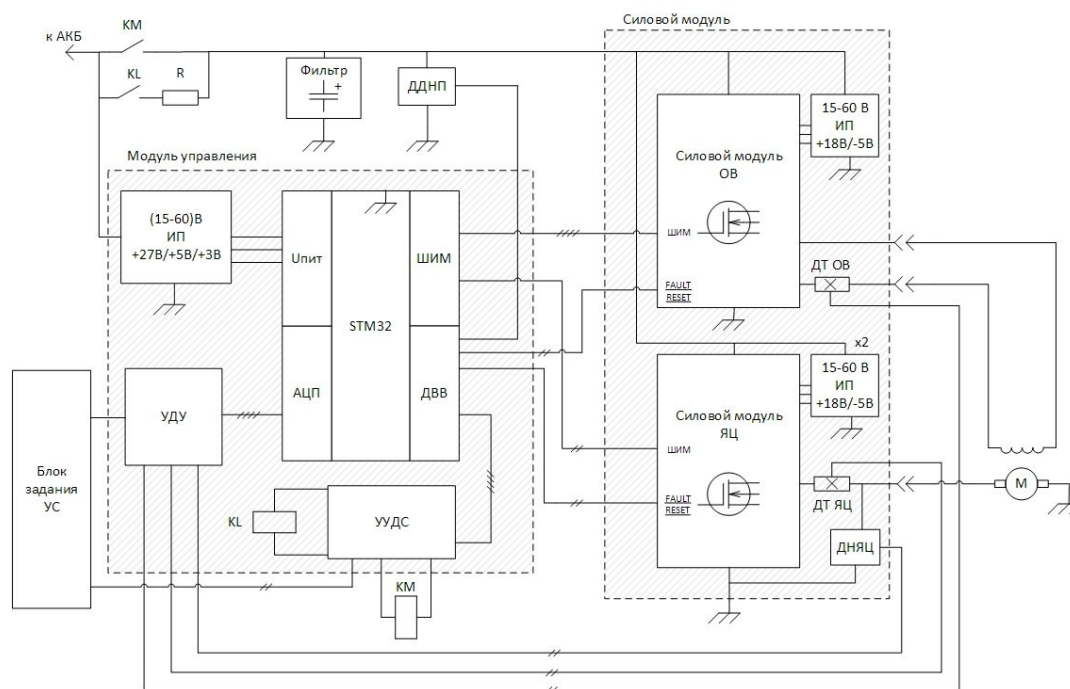 Силовой модуль
к АКБ
КМ
KL
R
Фильтр
+
ДДНП
Силовой модуль
ОВ
15-60 В
ИП
+18В/-5В
Модуль управления
(15-60)В
ИП
+27В/+5В/+3В
Uпит
STM32
ШИМ
ШИМ
ДТ ОВ
FAULT
RESET
x2
15-60 В
ИП
+18В/-5В
АЦП
ДВВ
УДУ
Силовой модуль
ЯЦ
ШИМ
Блок
задания
УС
M
FAULT
RESET
ДТ ЯЦ
KL
УУДС
ДНЯЦ
КМ